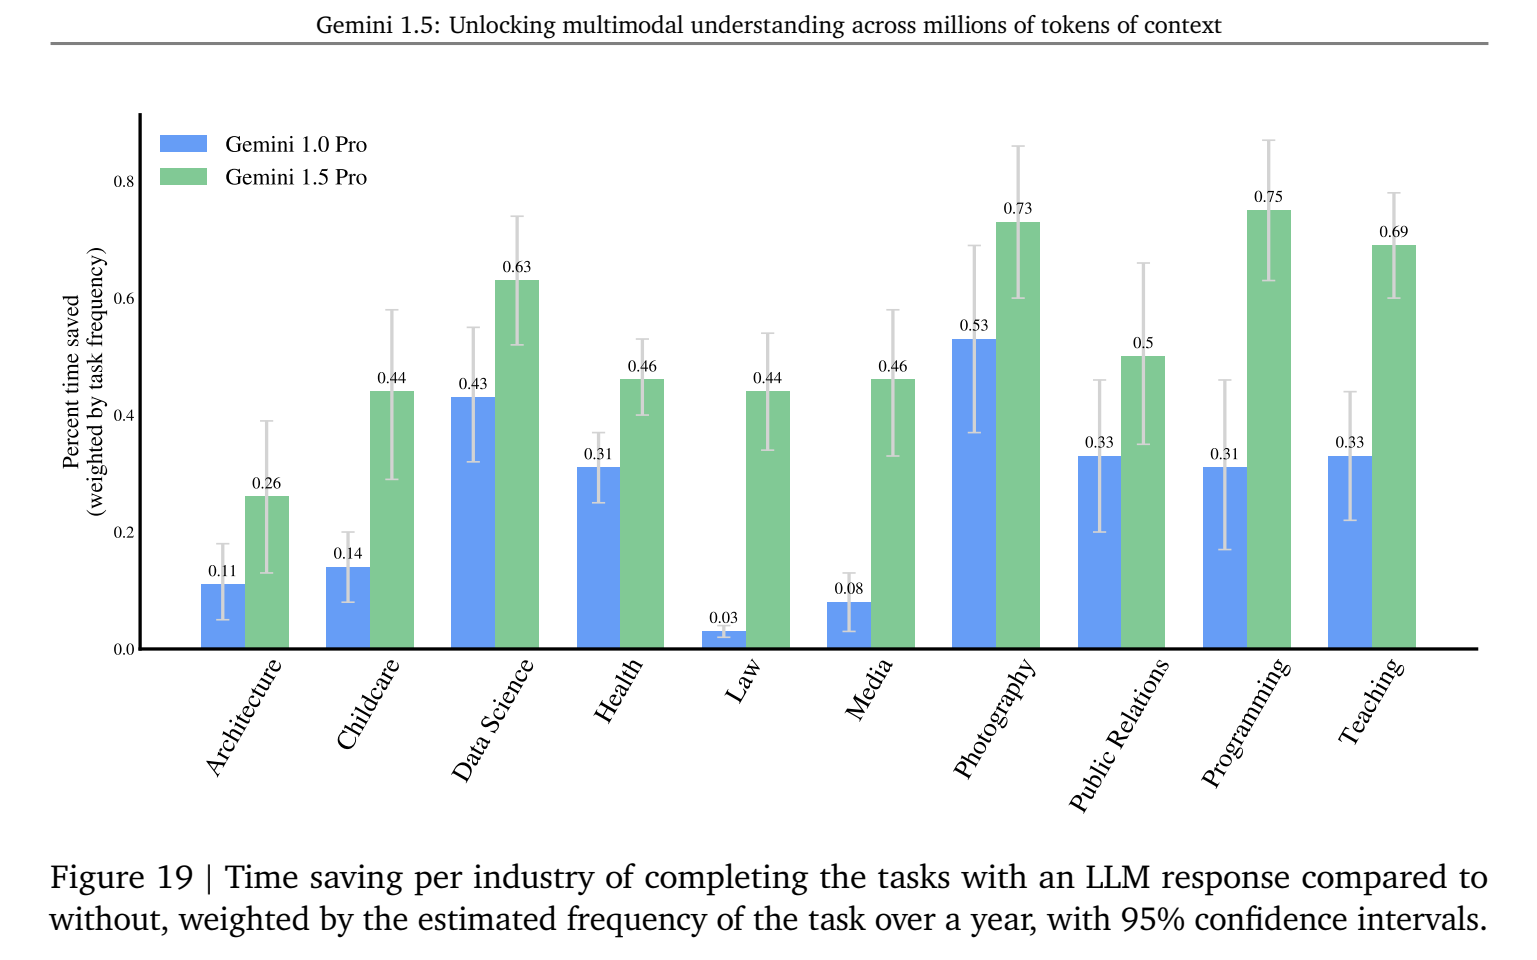 Gemini 1.5: Unlocking multimodal understanding across millions of tokens of context
Gemini 1.0 Pro
Gemini 1.5 Pro
Percent time saved
(weighted by task frequency)
0.8
0.6
0.4
0.2
0.0
0.11
0.26
0.14
0.44
0.43
0.63
0.31
0.46
0.03
0.44
0.08
0.46
0.53
0.73
0.33
0.5
0.31
0.75
0.33
0.69
Architecture
Childcare
Data Science
Health
Law
Media
Photography
Public Relations
Programming
Teaching
Figure 19 | Time saving per industry of completing the tasks with an LLM response compared to
without, weighted by the estimated frequency of the task over a year, with 95% confidence intervals.